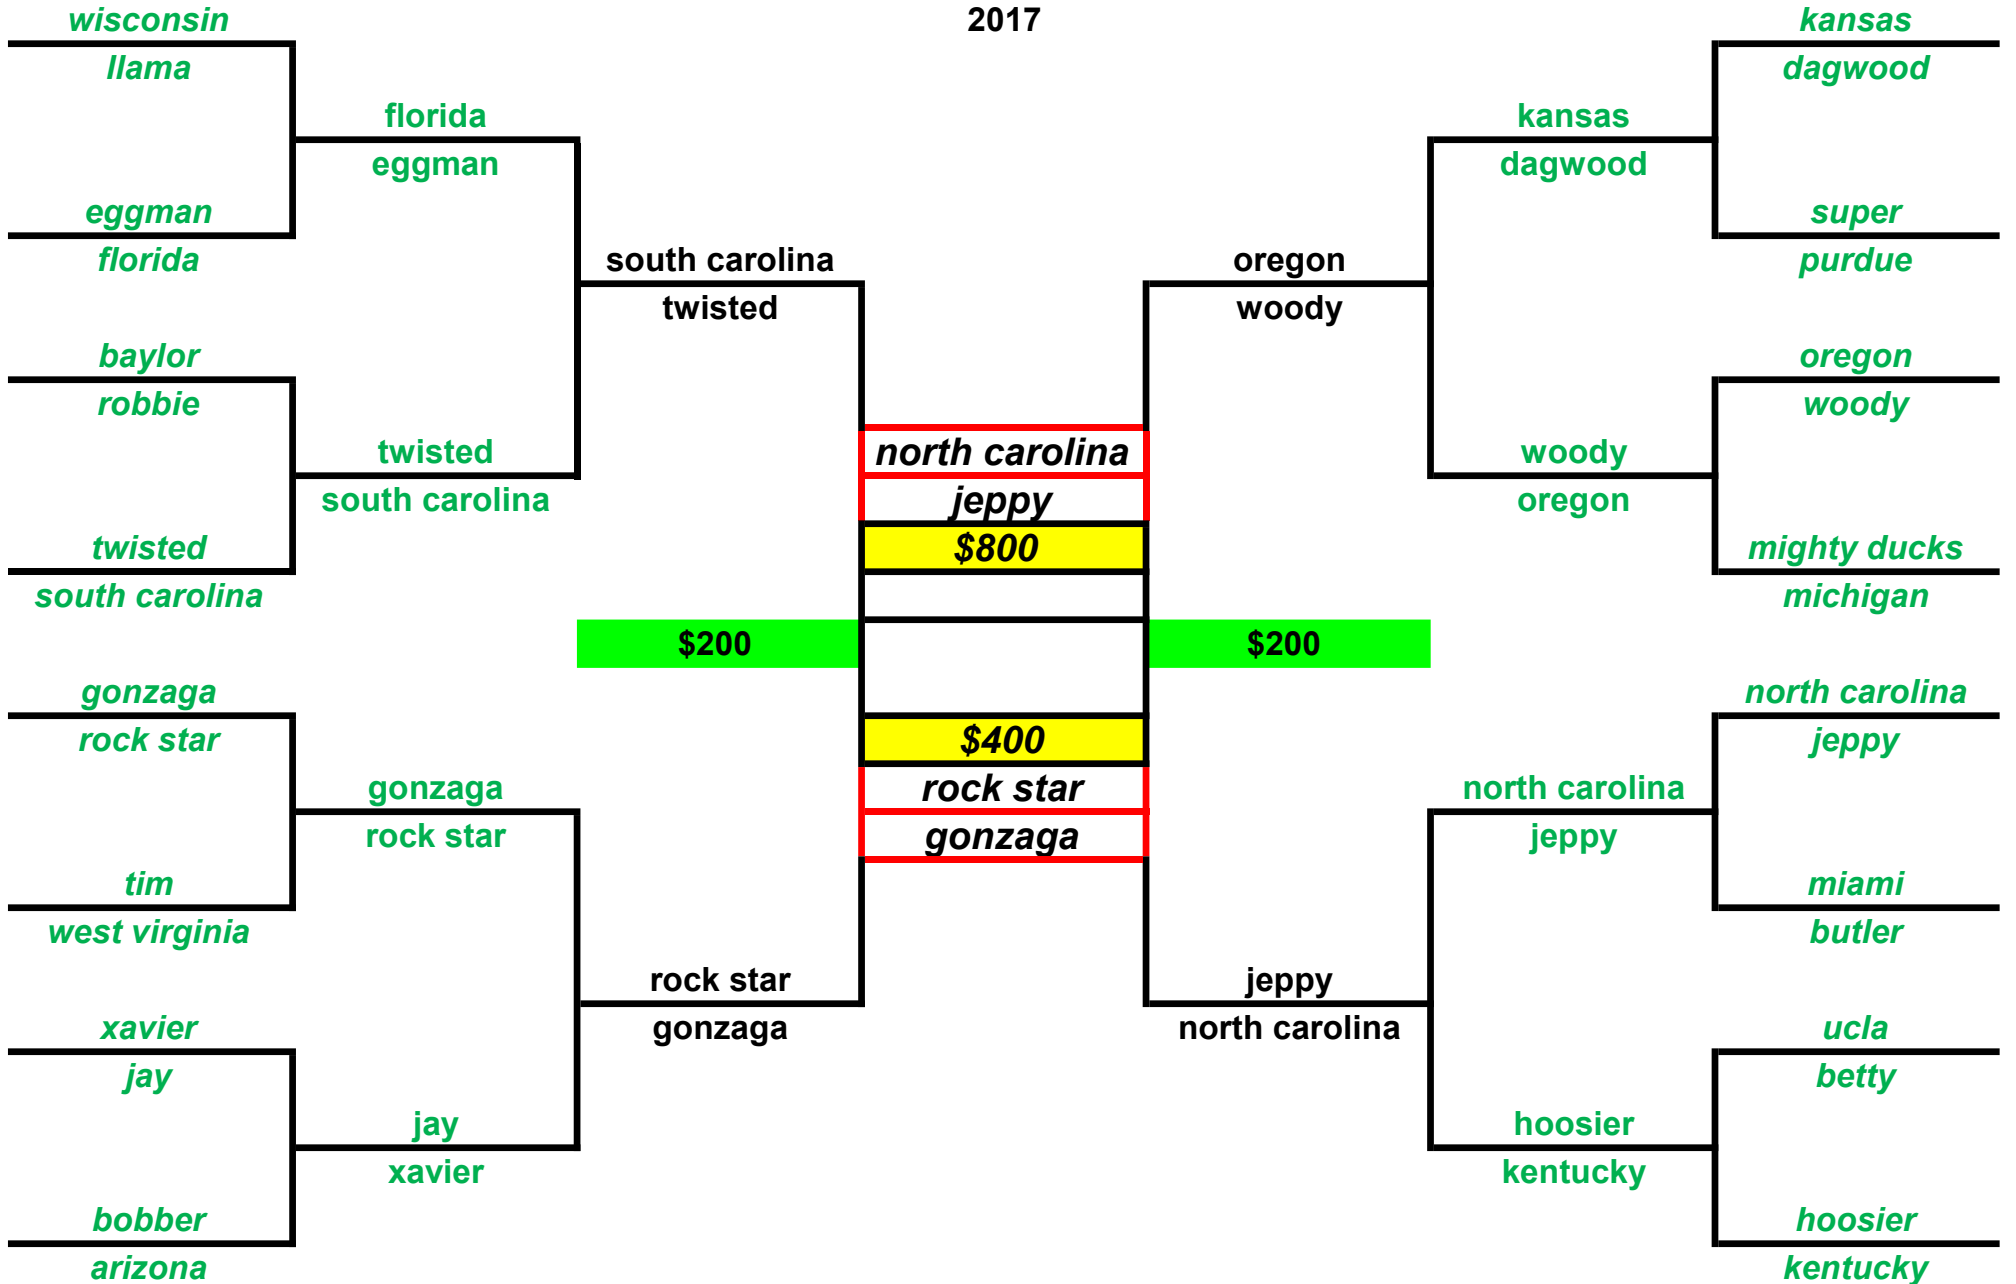 2017
wisconsin
llama
eggman
florida
baylor
robbie
twisted
south carolina
gonzaga
rock star
tim
west virginia
xavier
jay
bobber
arizona
florida
eggman
twisted
south carolina
gonzaga
rock star
jay
xavier
south carolina
twisted
$200
rock star
gonzaga
north carolina
jeppy
$800
$400
rock star
gonzaga
oregon
woody
$200
jeppy
north carolina
kansas
dagwood
woody
oregon
north carolina
jeppy
hoosier
kentucky
kansas
dagwood
super
purdue
oregon
woody
mighty ducks
michigan
north carolina
jeppy
miami
butler
ucla
betty
hoosier
kentucky